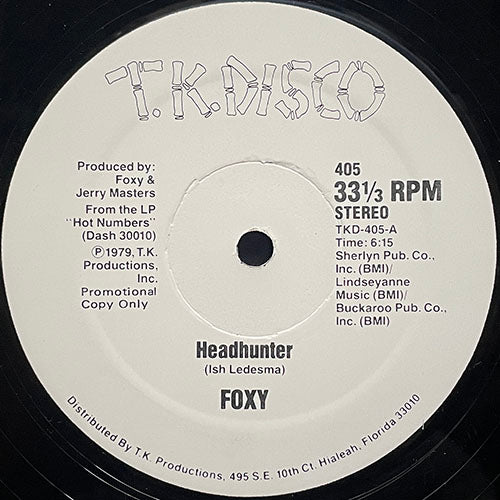 T.K. DISCO
Produced by:
Foxy &
Jerry Masters
From the LP
"Hot Numbers"
(Dash 30010)
Ⓟ1979, T.K.
Productions,
Inc.
Promotional
Copy Only
405
33⅓ RPM
STEREO
TKD-405-A
Time: 6:15
Sherlyn Pub. Co.,
Inc. (BMI)/
Lindseyanne
Music (BMI)/
Buckaroo Pub. Co.,
Inc. (BMI)
Headhunter
(Ish Ledesma)
FOXY
Distributed By T.K. Productions, 495 S.E. 10th Ct. Hialeah, Florida 33010